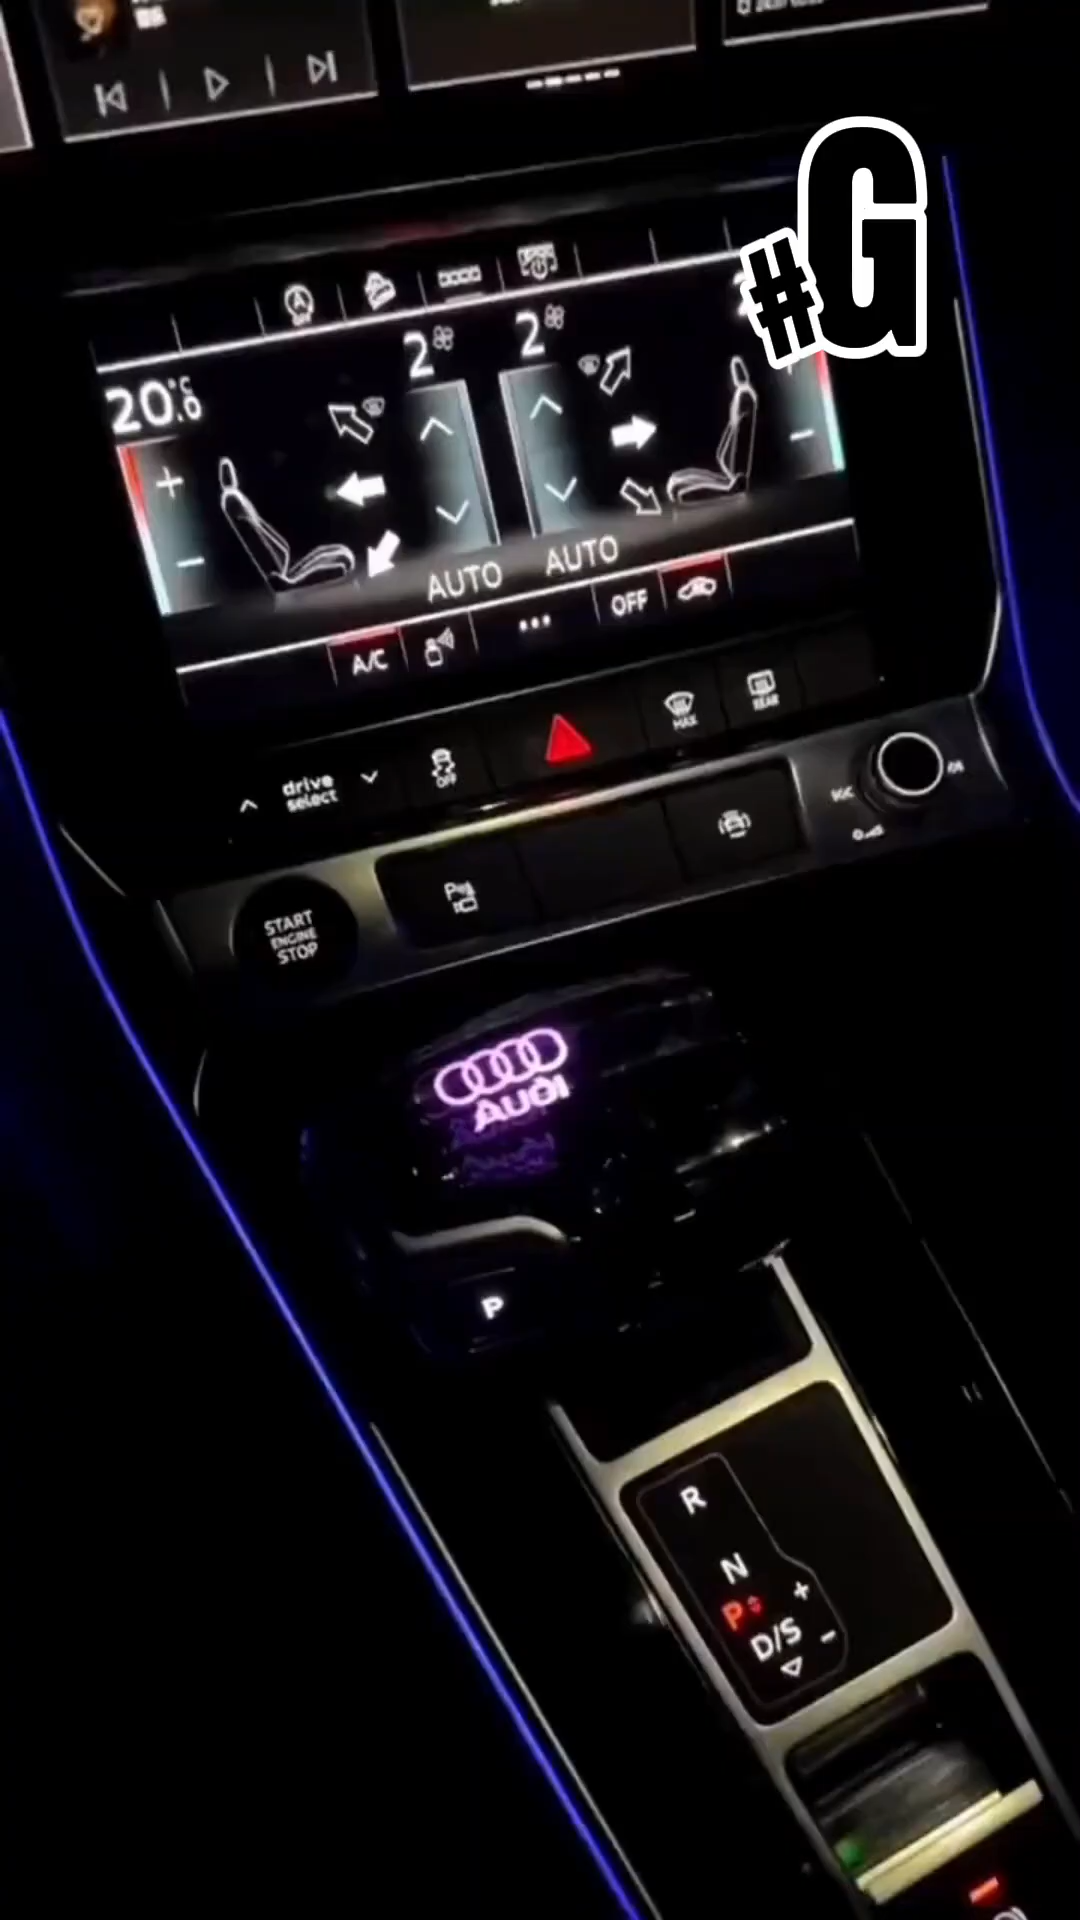 #G
2
2
20.0°C
AUTO
AUTO
A/C
OFF
drive
select
OFF
MAX
REAR
START
ENGINE
STOP
AUDI
P
R
N
P
D/S
+
-